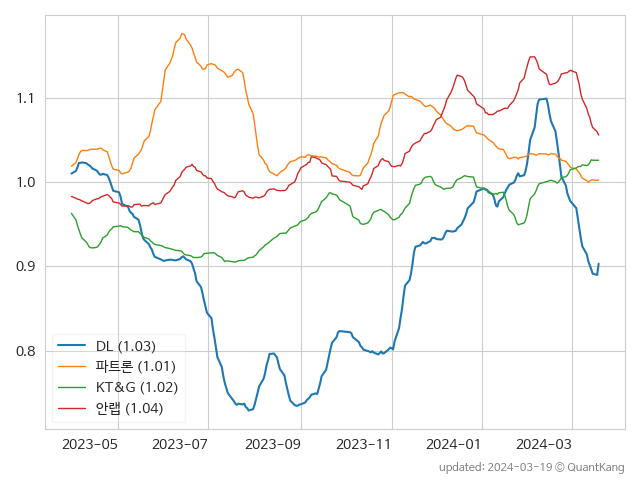 1.1
1.0
0.9
0.8
DL (1.03)
파트론 (1.01)
KT&G (1.02)
안랩 (1.04)
2023-05 2023-07 2023-09 2023-11 2024-01 2024-03
updated: 2024-03-19 © QuantKang